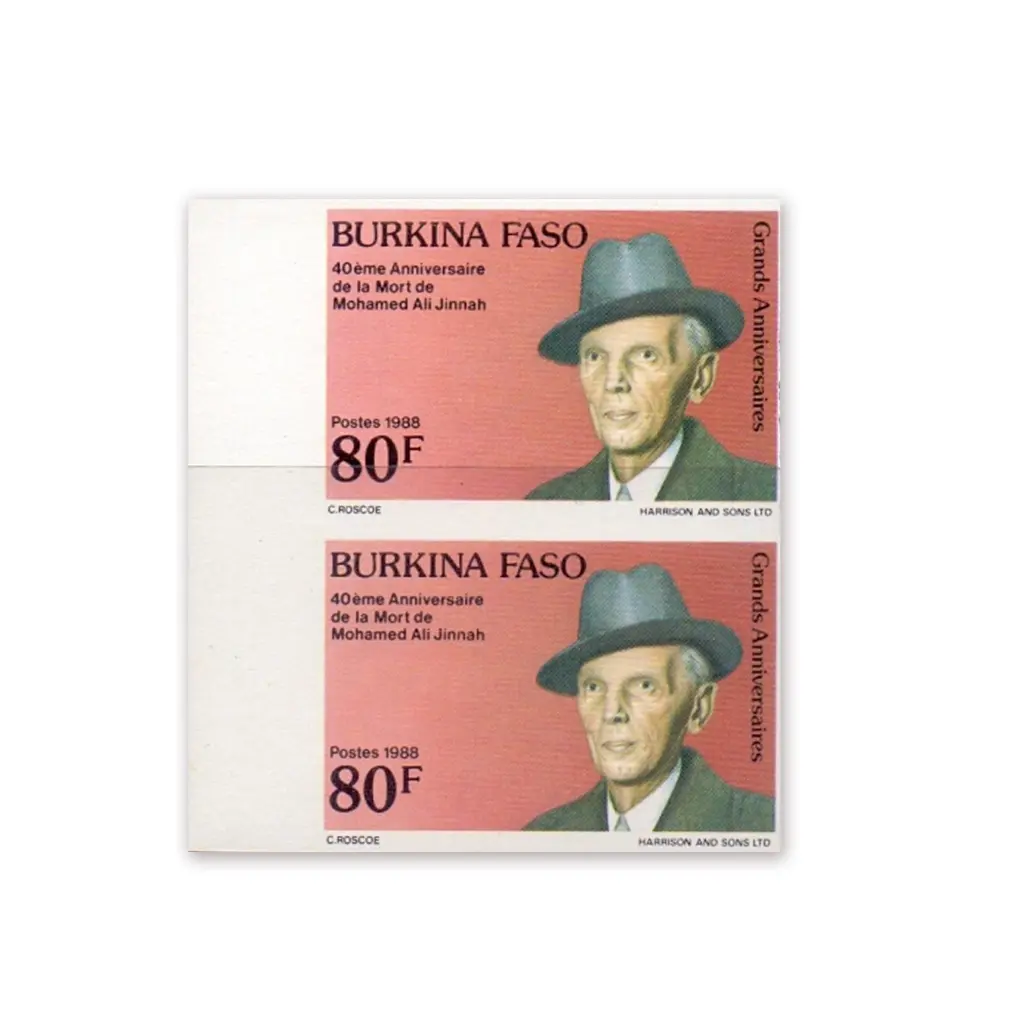 BURKINA FASO
40ème Anniversaire
de la Mort de
Mohamed Ali Jinnah
Grands Anniversaires
Postes 1988
80F
C.ROSCOE
HARRISON AND SONS LTD
BURKINA FASO
40ème Anniversaire
de la Mort de
Mohamed Ali Jinnah
Grands Anniversaires
Postes 1988
80F
C.ROSCOE
HARRISON AND SONS LTD